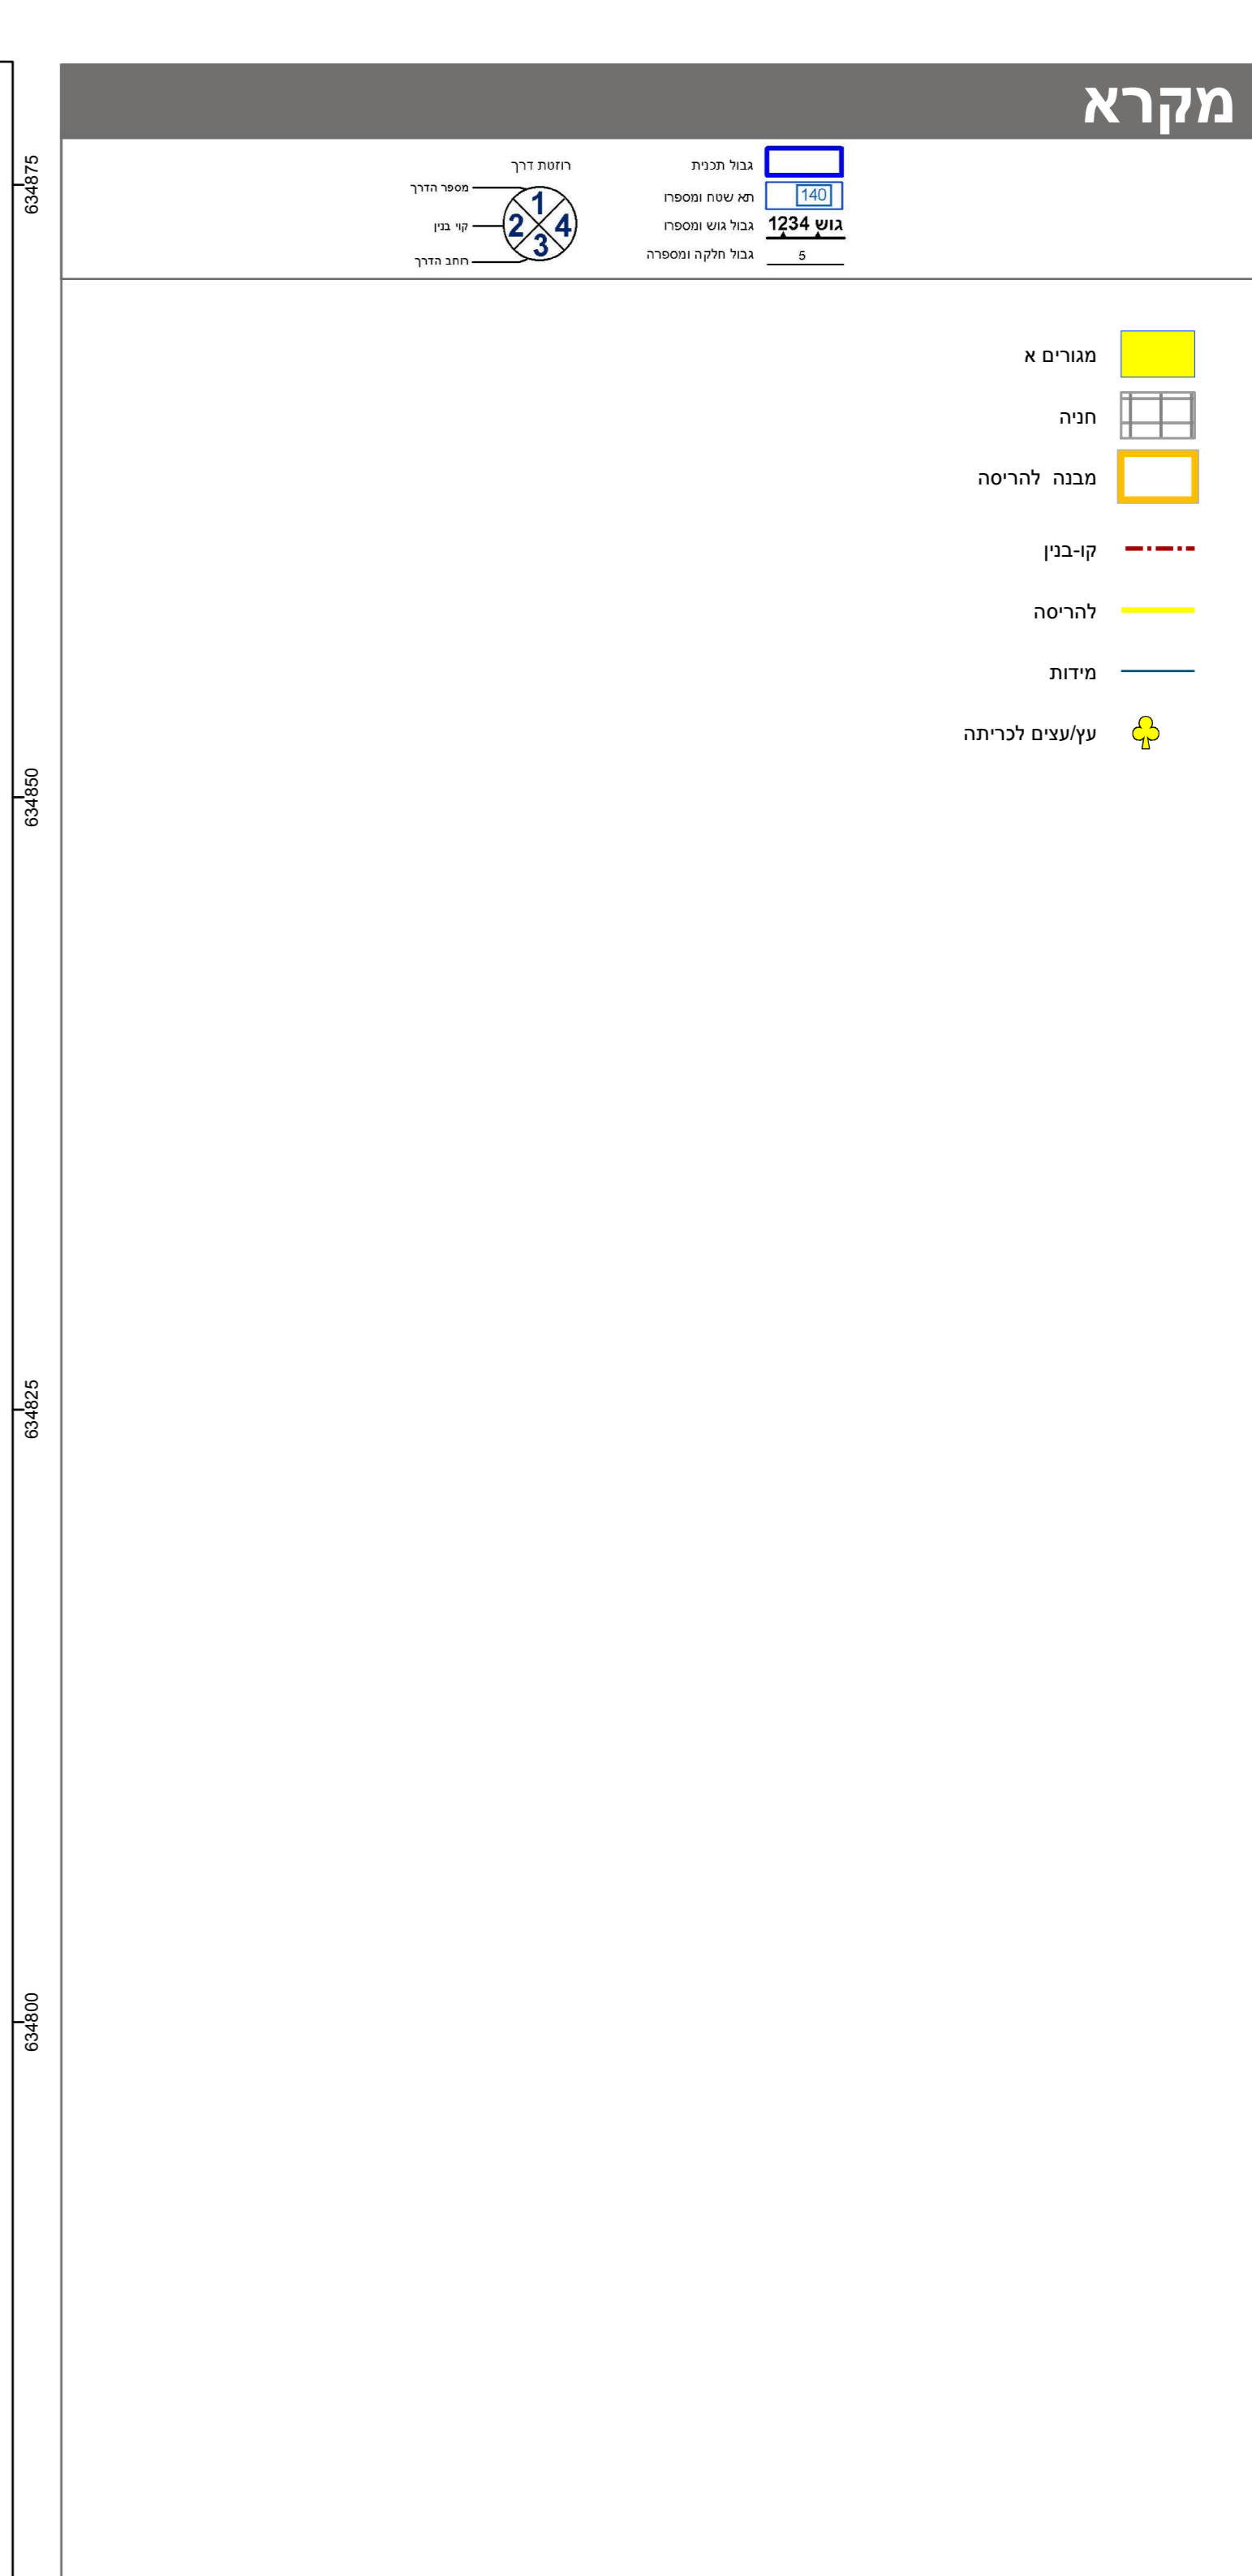 מקרא
גבול תכנית
140 תא שטח ומספרו
גוש 1234 גבול גוש ומספרו
5 גבול חלקה ומספרה
רוזטת דרך
מספר הדרך
קוי בנין
רוחב הדרך
1
2 4
3
מגורים א
חניה
מבנה להריסה
קו-בנין
להריסה
מידות
עץ/עצים לכריתה
634875
634850
634825
634800